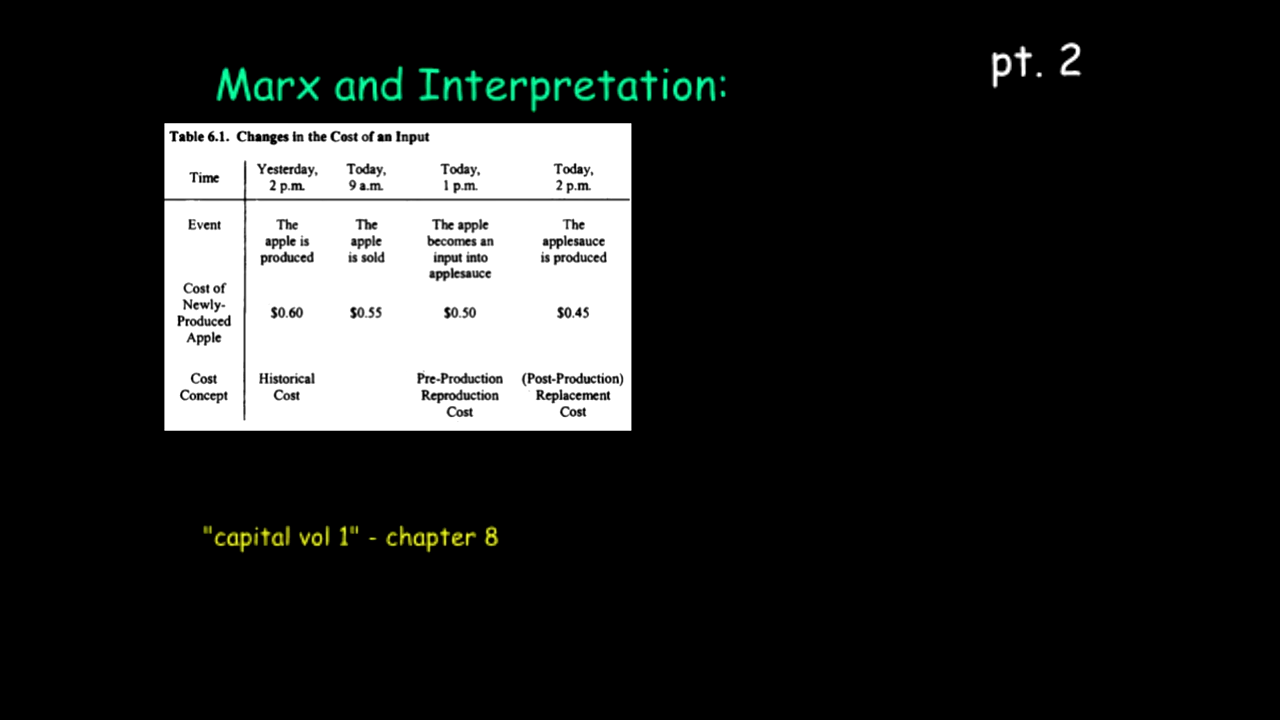 pt. 2
Marx and Interpretation:
Table 6.1. Changes in the Cost of an Input
Time
Yesterday, 2 p.m.
Today, 9 a.m.
Today, 1 p.m.
Today, 2 p.m.
Event
The apple is produced
The apple is sold
The apple becomes an input into applesauce
The applesauce is produced
Cost of Newly-Produced Apple
$0.60
$0.55
$0.50
$0.45
Cost Concept
Historical Cost
Pre-Production Reproduction Cost
(Post-Production) Replacement Cost
"capital vol 1" - chapter 8